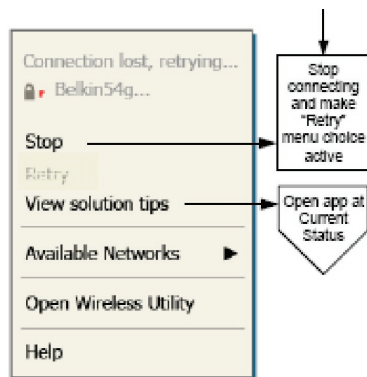 Connection lost, retrying...
Belkin54g...
Stop
Retry
View solution tips
Available Networks
Open Wireless Utility
Help
Stop
connecting
and make
"Retry"
menu choice
active
Open app at
Current
Status